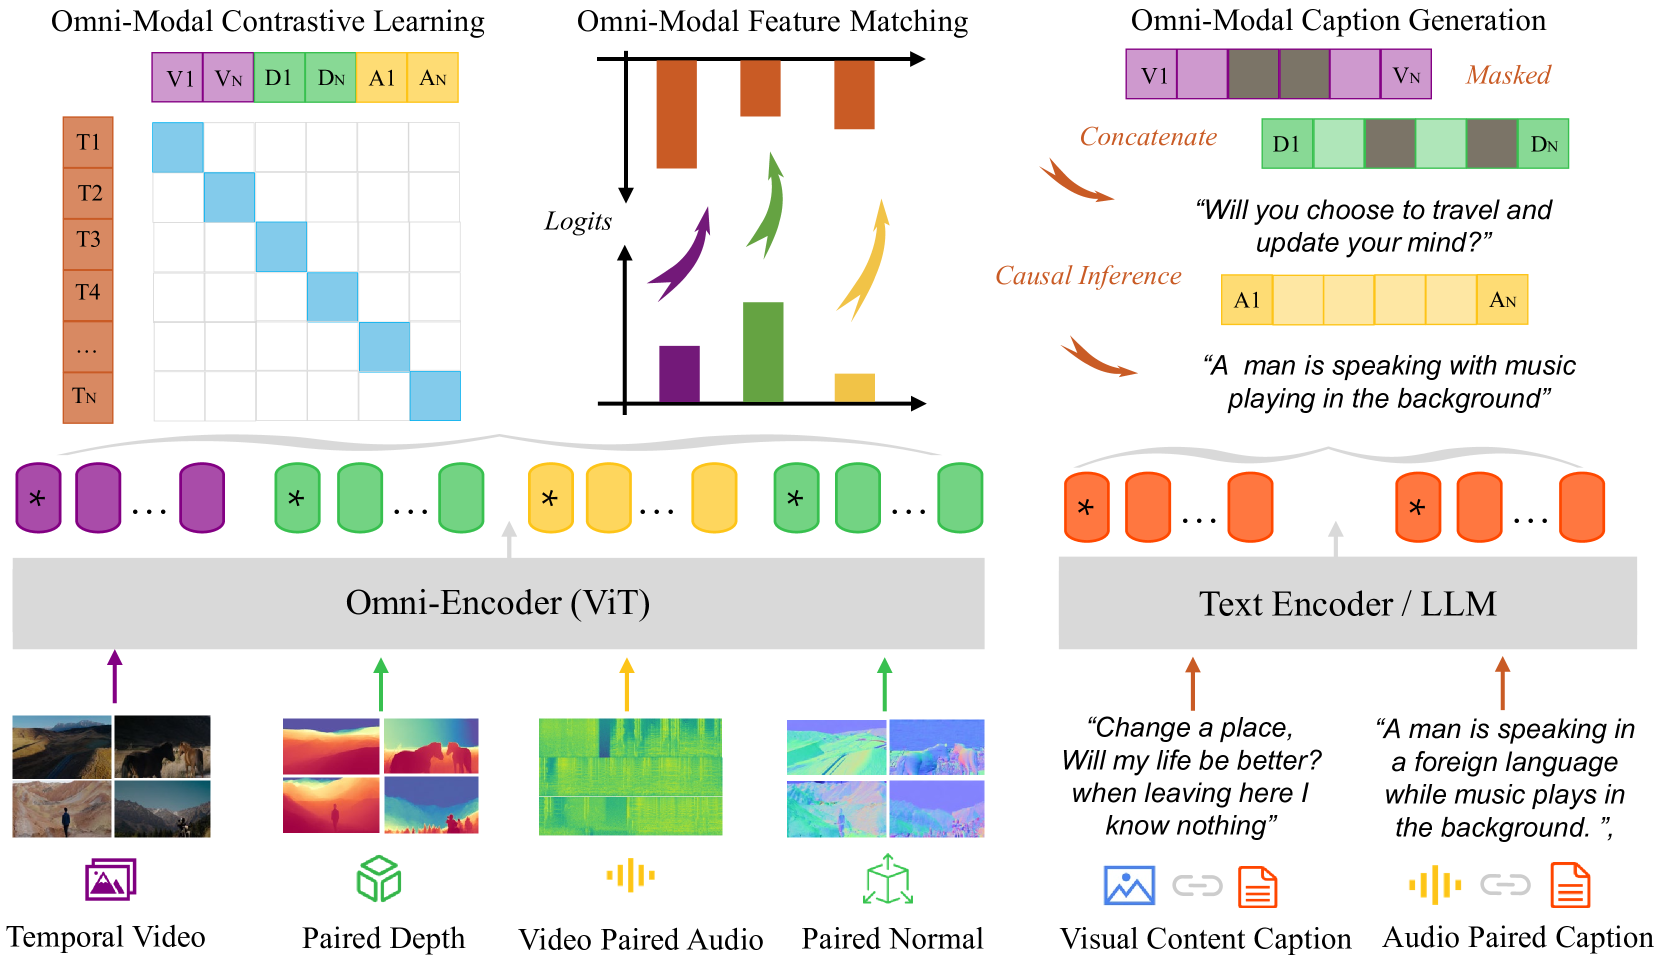 Omni-Modal Contrastive Learning
V1 VN D1 DN A1 AN
T1
T2
T3
T4
...
TN
Omni-Modal Feature Matching
Logits
Omni-Modal Caption Generation
V1 VN Masked
Concatenate D1 DN
“Will you choose to travel and
update your mind?”
Causal Inference
A1 AN
“A man is speaking with music
playing in the background”
* ... * ... * ... * ...
* ... * ...
Omni-Encoder (ViT)
Text Encoder / LLM
“Change a place,
Will my life be better?
when leaving here I
know nothing”
“A man is speaking in
a foreign language
while music plays in
the background. ”,
Temporal Video
Paired Depth
Video Paired Audio
Paired Normal
Visual Content Caption
Audio Paired Caption